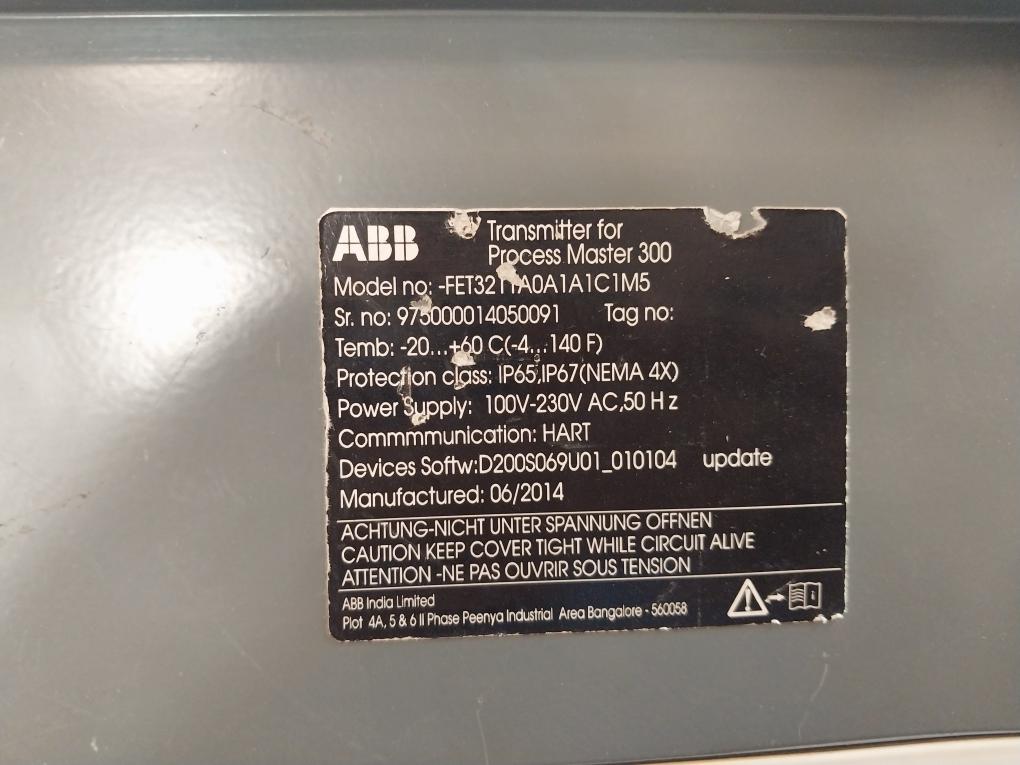 ABB
Transmitter for
Process Master 300
Model no: -FET3211A0A1A1C1M5
Sr. no: 975000014050091 Tag no:
Temb: -20...+60 C(-4...140 F)
Protection class: IP65,IP67(NEMA 4X)
Power Supply: 100V-230V AC,50 H z
Commmmunication: HART
Devices Softw:D200S069U01_010104 update
Manufactured: 06/2014
ACHTUNG-NICHT UNTER SPANNUNG OFFNEN
CAUTION KEEP COVER TIGHT WHILE CIRCUIT ALIVE
ATTENTION -NE PAS OUVRIR SOUS TENSION
ABB India Limited
Plot 4A, 5 & 6 II Phase Peenya Industrial Area Bangalore - 560058